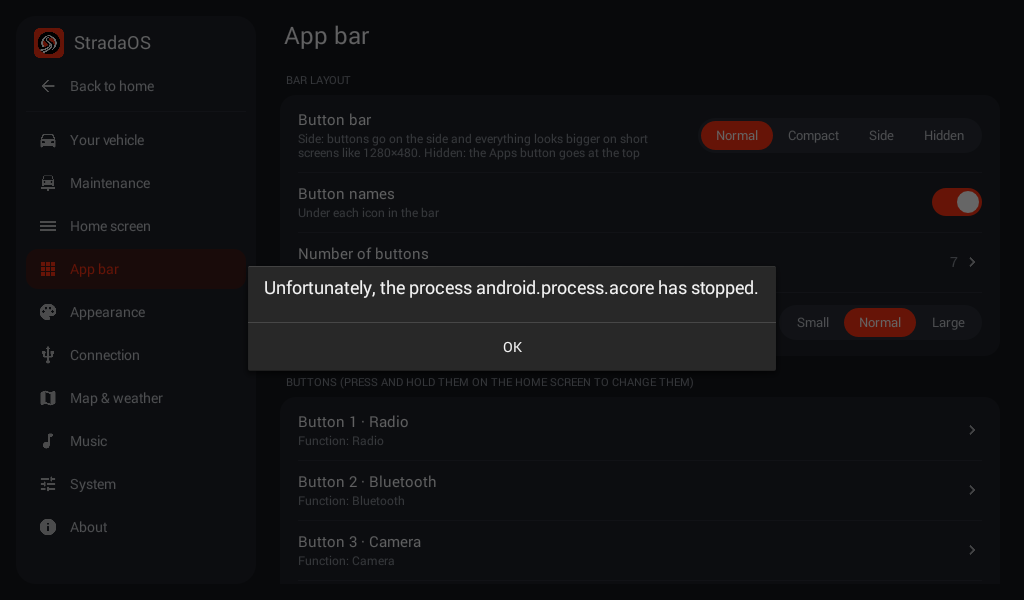 StradaOS
Back to home
Your vehicle
Maintenance
Home screen
App bar
Appearance
Connection
Map & weather
Music
System
About
App bar
BAR LAYOUT
Button bar
Side: buttons go on the side and everything looks bigger on short
screens like 1280×480. Hidden: the Apps button goes at the top
Normal Compact Side Hidden
Button names
Under each icon in the bar
Number of buttons
7
Unfortunately, the process android.process.acore has stopped.
OK
Small Normal Large
BUTTONS (PRESS AND HOLD THEM ON THE HOME SCREEN TO CHANGE THEM)
Button 1 · Radio
Function: Radio
Button 2 · Bluetooth
Function: Bluetooth
Button 3 · Camera
Function: Camera